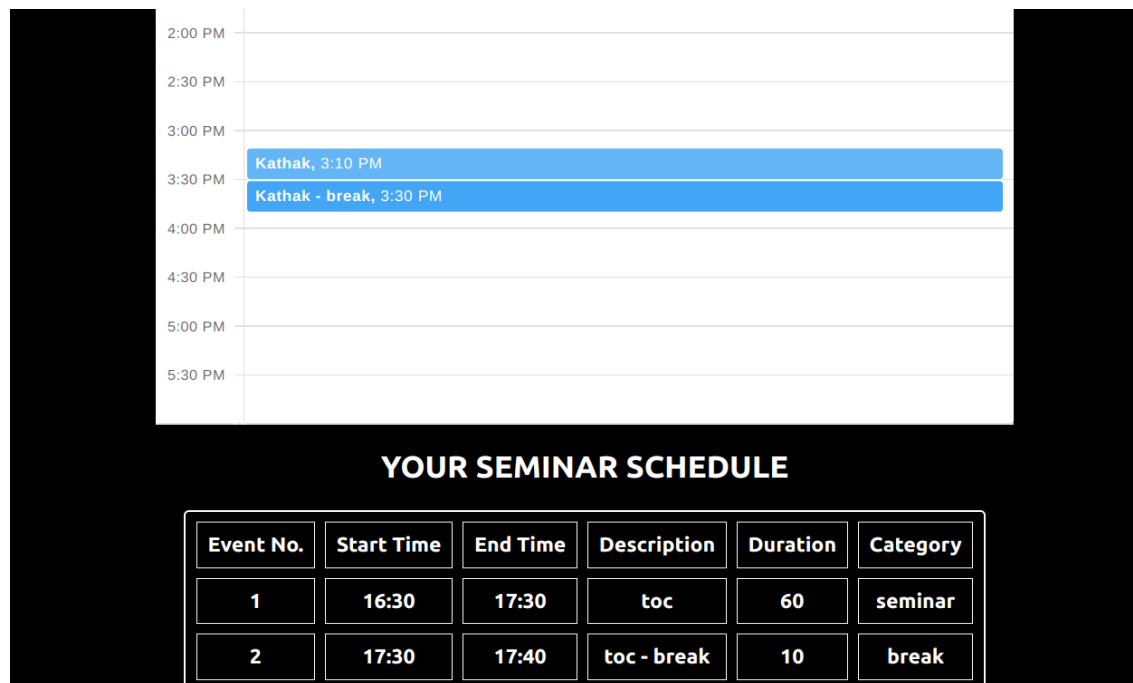 2:00 PM
2:30 PM
3:00 PM
Kathak, 3:10 PM
3:30 PM
Kathak - break, 3:30 PM
4:00 PM
4:30 PM
5:00 PM
5:30 PM
YOUR SEMINAR SCHEDULE
Event No. Start Time End Time Description Duration Category
1 16:30 17:30 toc 60 seminar
2 17:30 17:40 toc - break 10 break